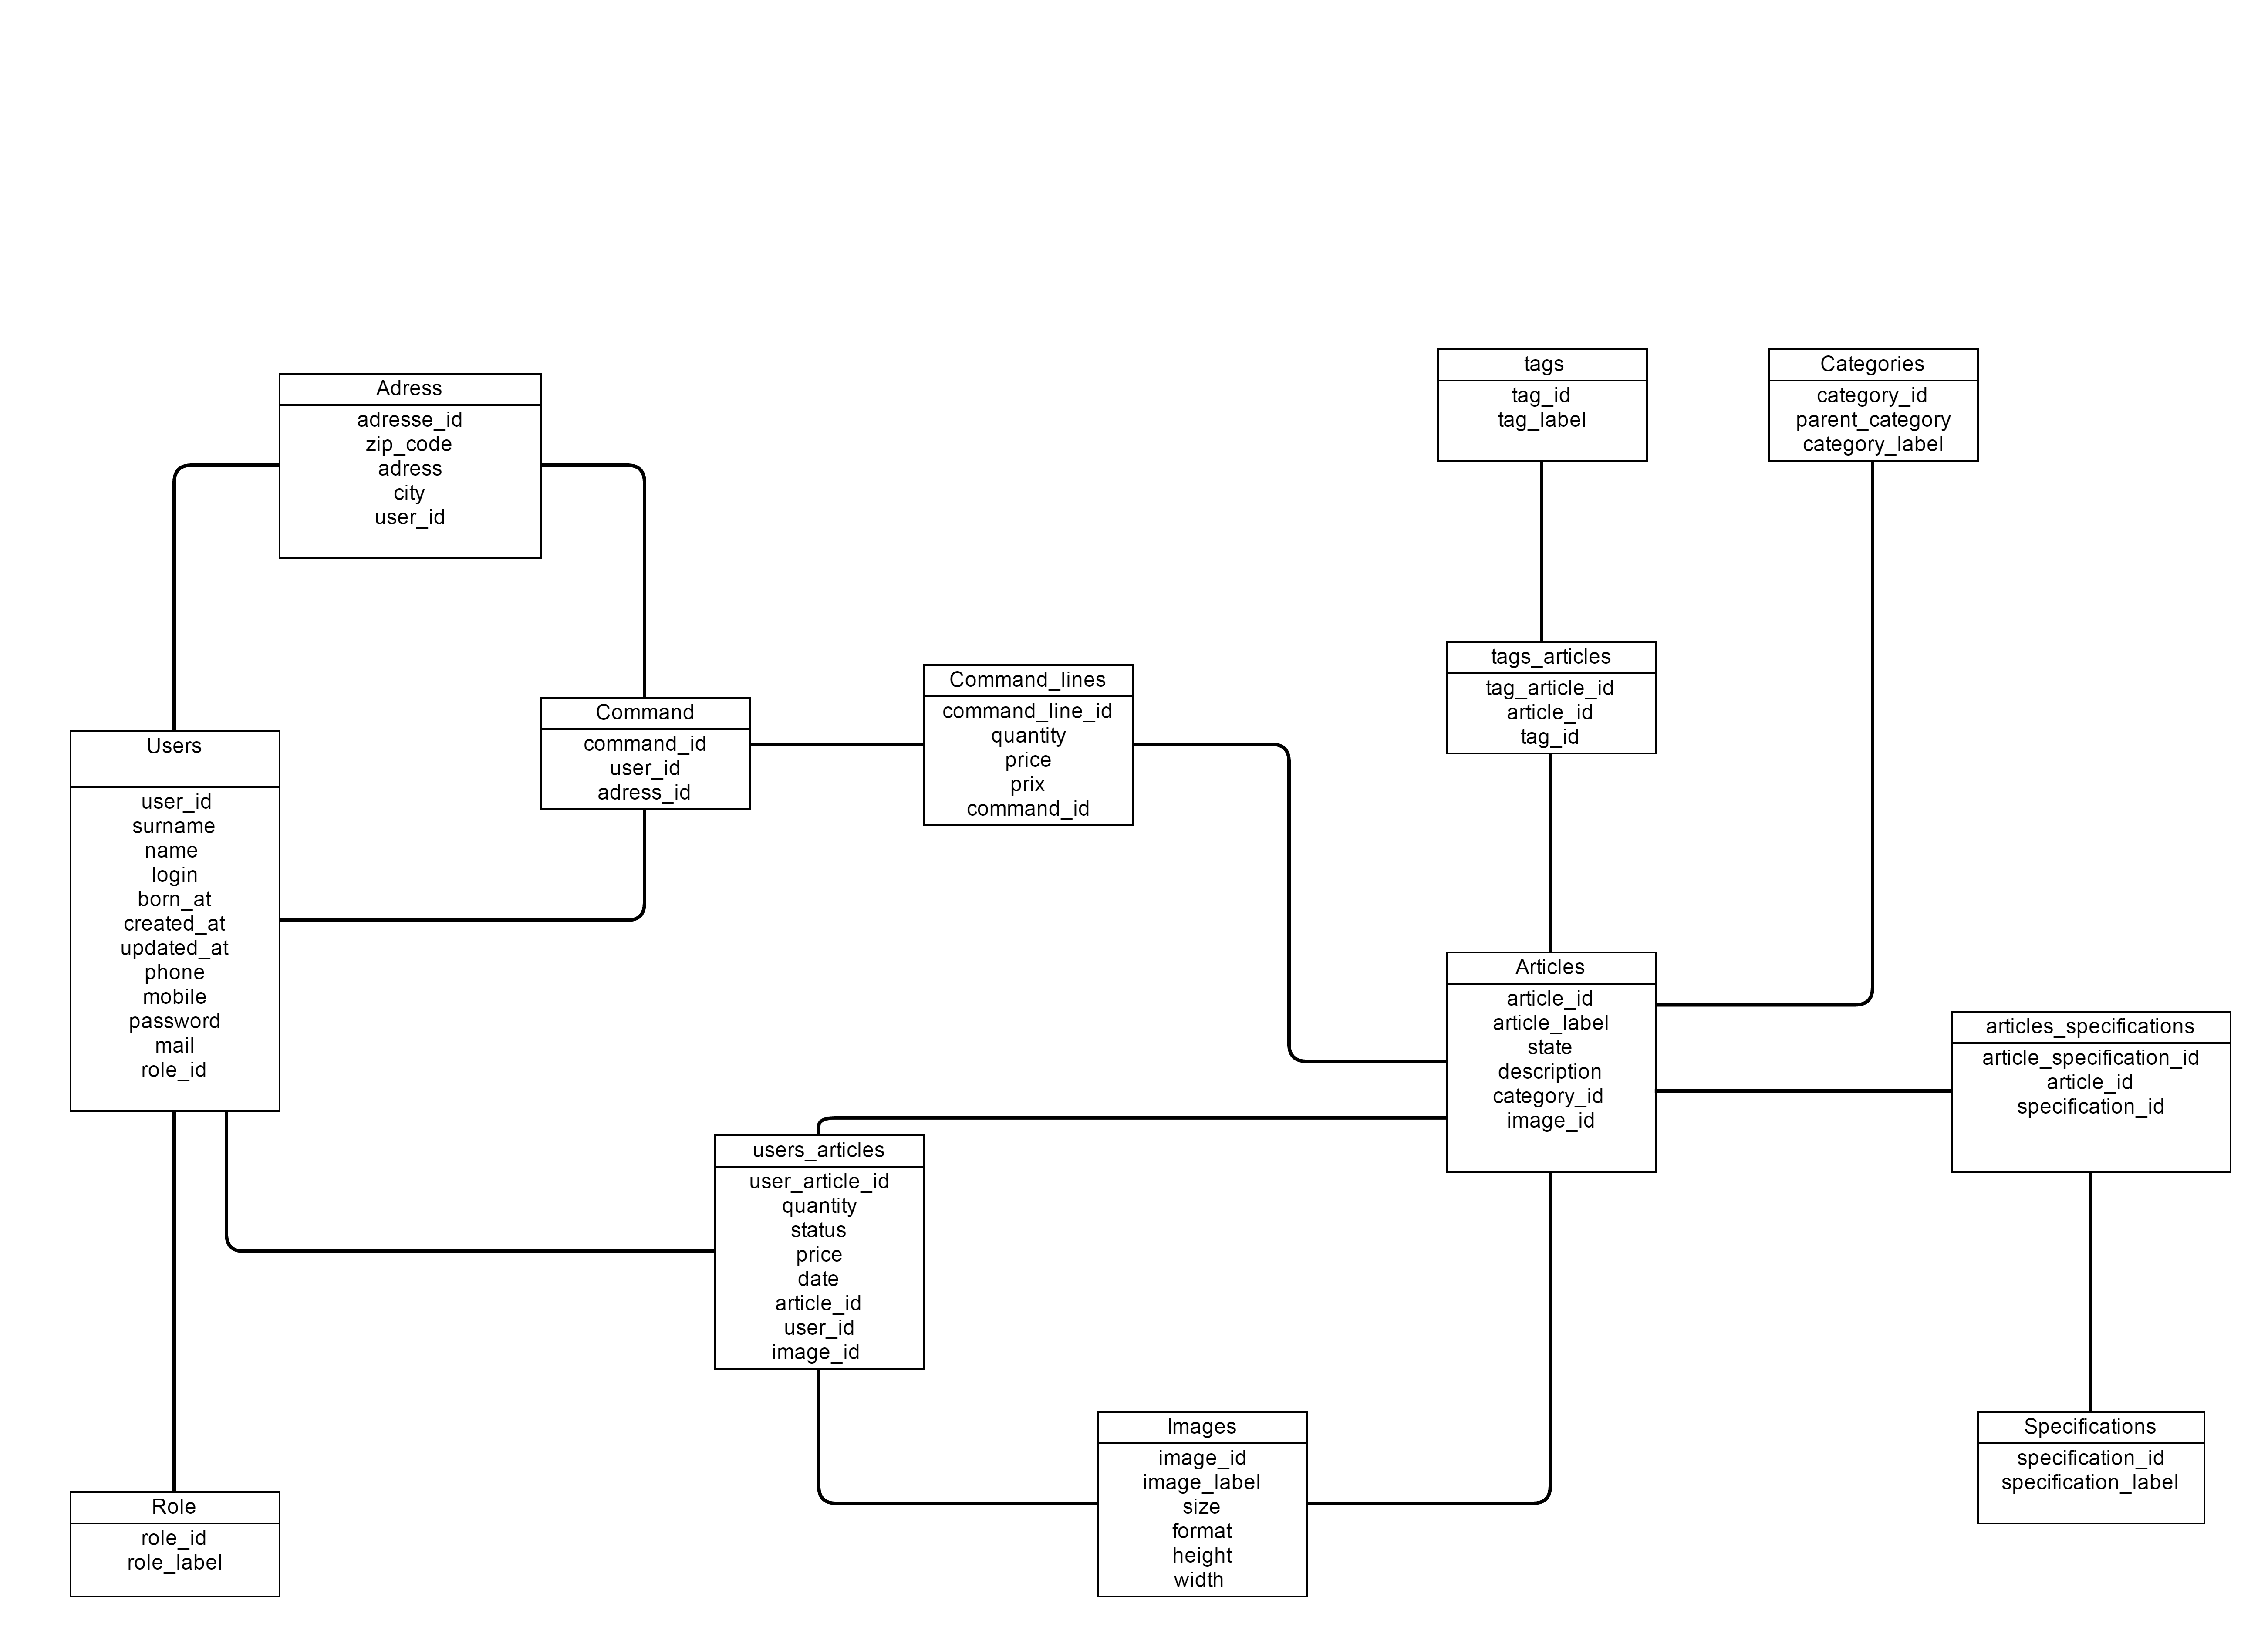 Adress
adresse_id
zip_code
adress
city
user_id
tags
tag_id
tag_label
Categories
category_id
parent_category
category_label
Users
user_id
surname
name
login
born_at
created_at
updated_at
phone
mobile
password
mail
role_id
Command
command_id
user_id
adress_id
Command_lines
command_line_id
quantity
price
prix
command_id
tags_articles
tag_article_id
article_id
tag_id
Articles
article_id
article_label
state
description
category_id
image_id
articles_specifications
article_specification_id
article_id
specification_id
users_articles
user_article_id
quantity
status
price
date
article_id
user_id
image_id
Images
image_id
image_label
size
format
height
width
Specifications
specification_id
specification_label
Role
role_id
role_label